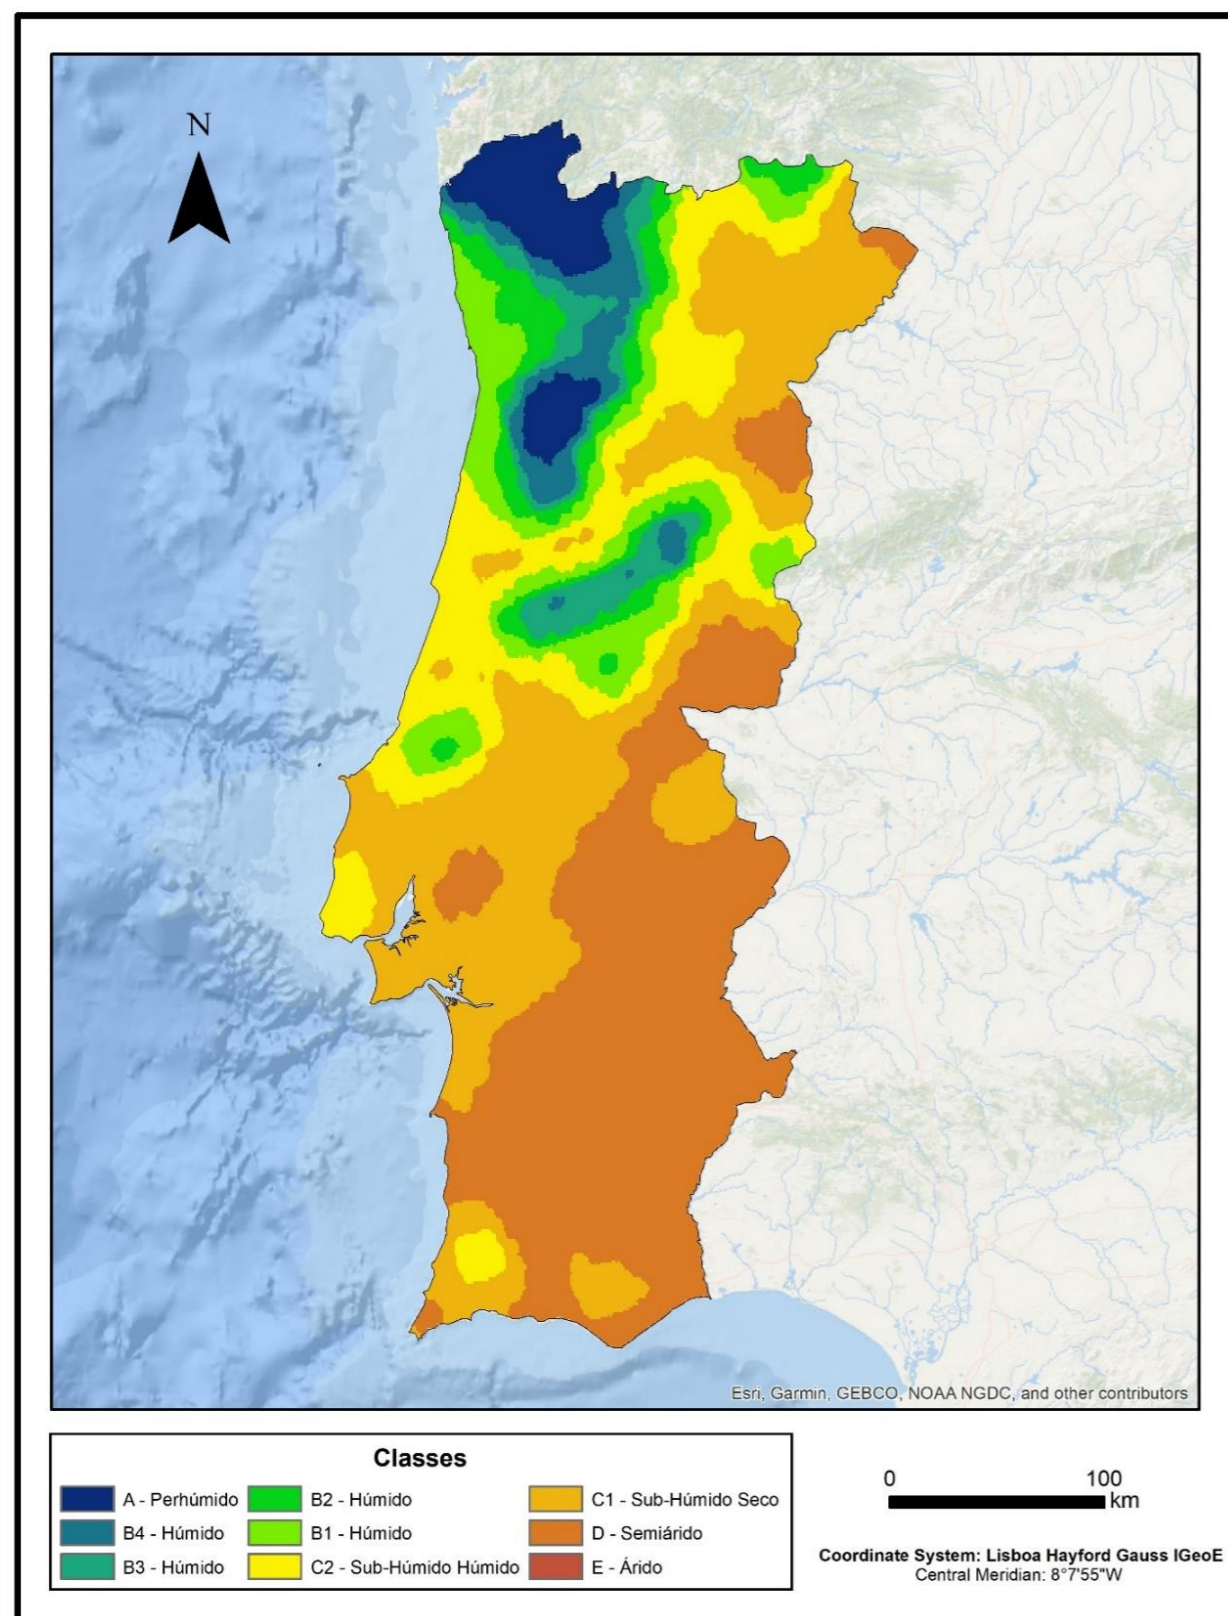 N
Esri, Garmin, GEBCO, NOAA NGDC, and other contributors
Classes
A - Perhúmido
B4 - Húmido
B3 - Húmido
B2 - Húmido
B1 - Húmido
C2 - Sub-Húmido Húmido
C1 - Sub-Húmido Seco
D - Semiárido
E - Árido
0 100
km
Coordinate System: Lisboa Hayford Gauss IGeoE
Central Meridian: 8°7'55"W